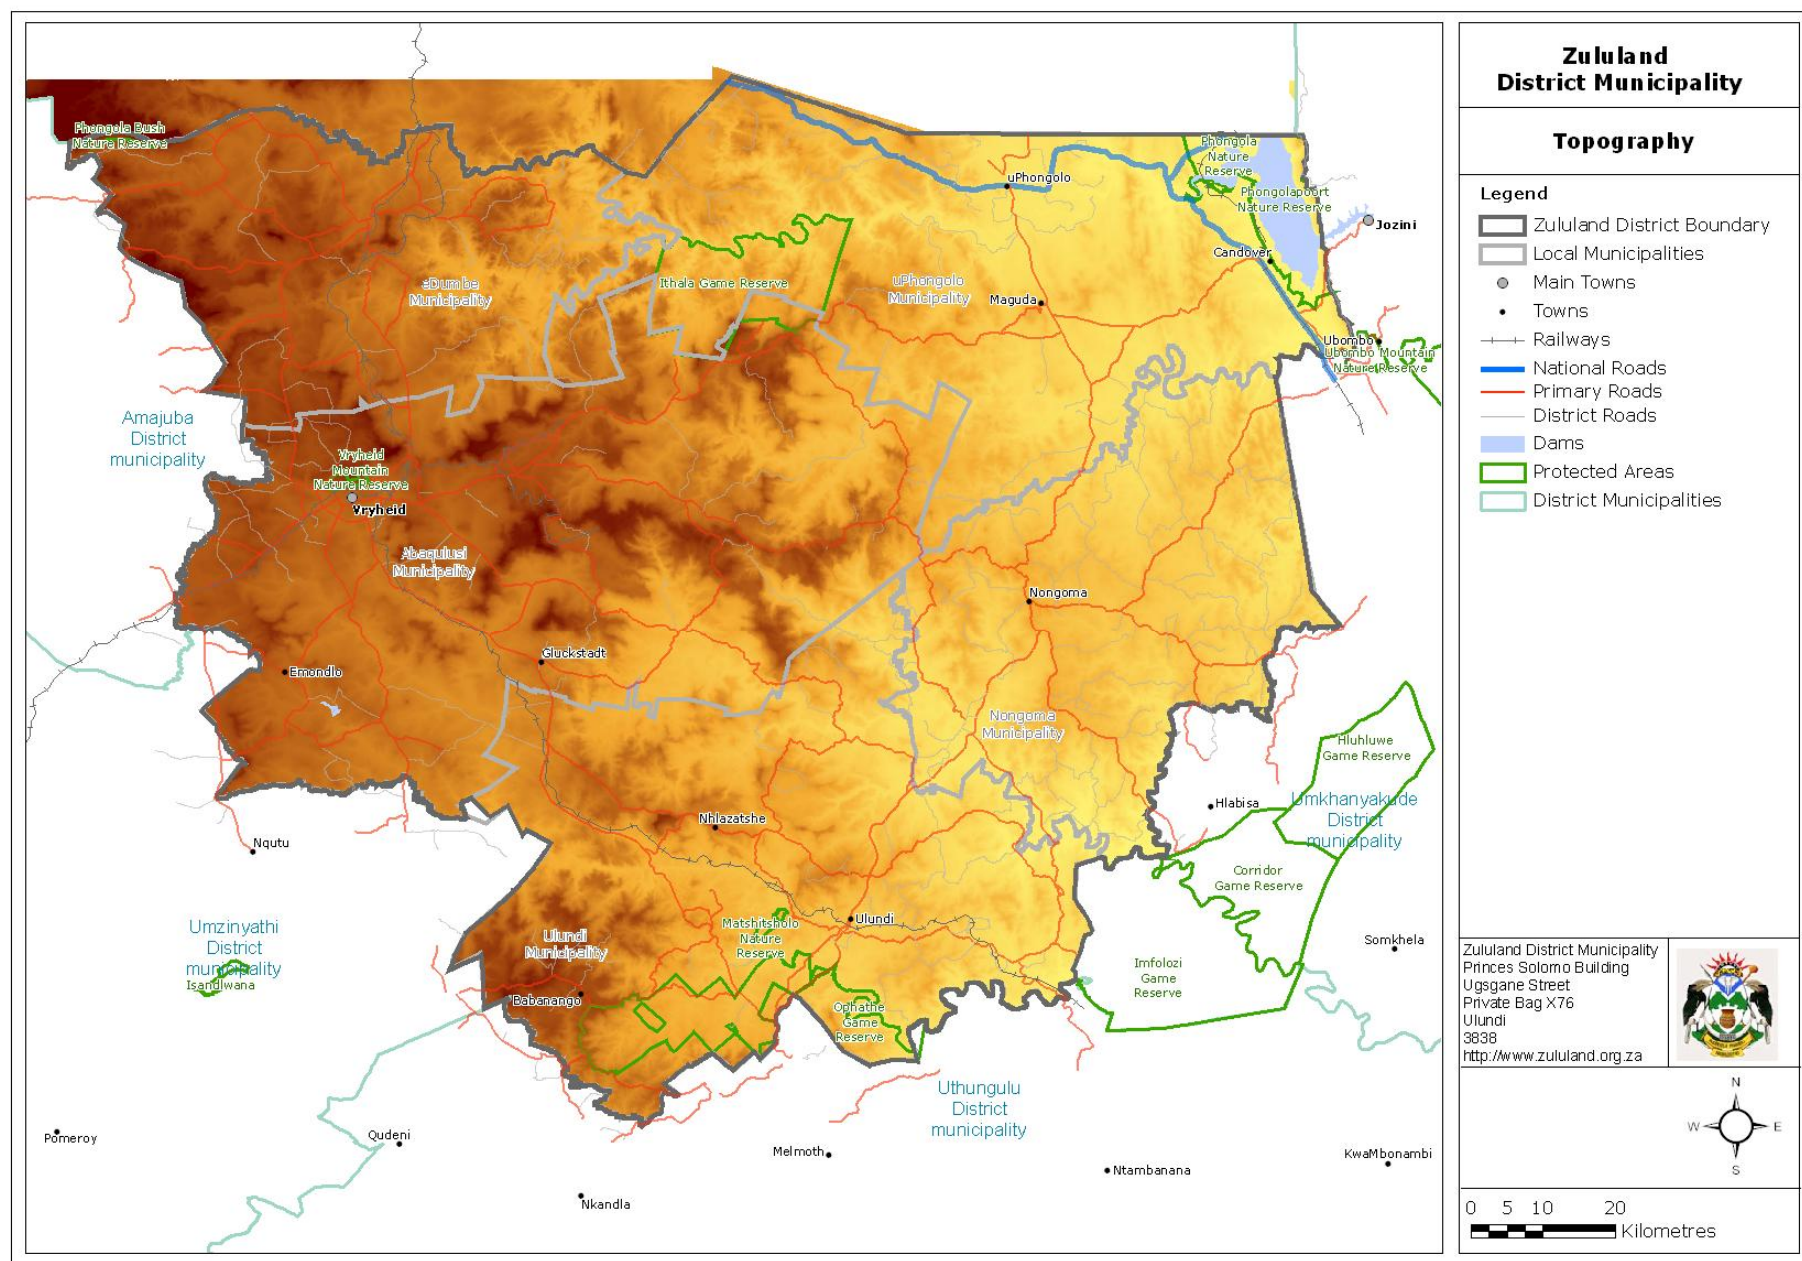 Zululand
District Municipality
Topography
Legend
Zululand District Boundary
Local Municipalities
Main Towns
Towns
Railways
National Roads
Primary Roads
District Roads
Dams
Protected Areas
District Municipalities
Zululand District Municipality
Princes Solomo Building
Ugsgane Street
Private Bag X76
Ulundi
3838
http://www.zululand.org.za
N
W
E
S
0 5 10 20
Kilometres
Phongola Bush
Nature Reserve
Phongola
Nature
Reserve
uPhongolo
Phongolapoort
Nature Reserve
Jozini
Candover
eDumbe
Municipality
Ithala Game Reserve
uPhongolo
Municipality
Maguda
Ubombo
Ubombo Mountain
Nature Reserve
Amajuba
District
municipality
Vryheid
Mountain
Nature Reserve
Vryheid
Abaqulusi
Municipality
Nongoma
Gluckstadt
Emondlo
Nongoma
Municipality
Hluhluwe
Game Reserve
Hlabisa
Umkhanyakude
District
municipality
Nhlazatshe
Nqutu
Corridor
Game Reserve
Umzinyathi
District
municipality
Isandlwana
Ulundi
Municipality
Matshitsholo
Nature
Reserve
Ulundi
Somkhela
Imfolozi
Game
Reserve
Babanango
Ophathe
Game
Reserve
Uthungulu
District
municipality
Pomeroy
Qudeni
Melmoth
Ntambanana
KwaMbonambi
Nkandla